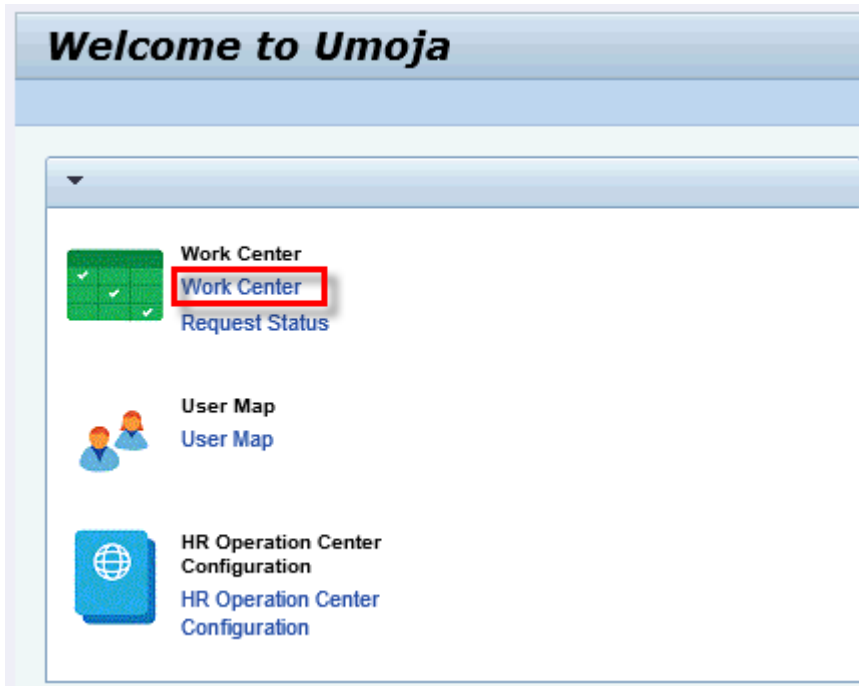 Welcome to Umoja
Work Center
Work Center
Request Status
User Map
User Map
HR Operation Center
Configuration
HR Operation Center
Configuration